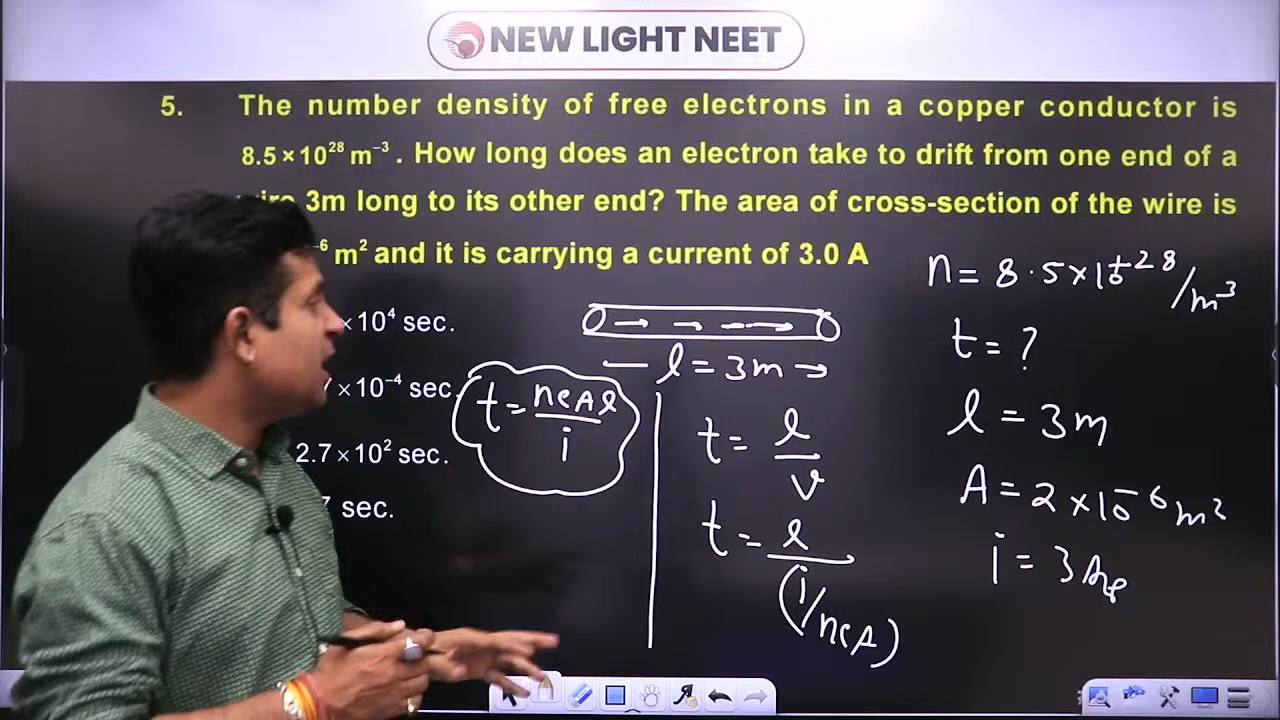 NEW LIGHT NEET
5. The number density of free electrons in a copper conductor is
8.5×10²⁸ m⁻³. How long does an electron take to drift from one end of a
3m long to its other end? The area of cross-section of the wire is
⁻⁶ m² and it is carrying a current of 3.0 A
×10⁴ sec.
7 ×10⁻⁴ sec.
2.7×10² sec.
7 sec.
l = 3m
t = neAl/i
t = l/v
t = l/(i/neA)
n = 8.5×10⁺²⁸/m³
t = ?
l = 3m
A = 2×10⁻⁶ m²
i = 3